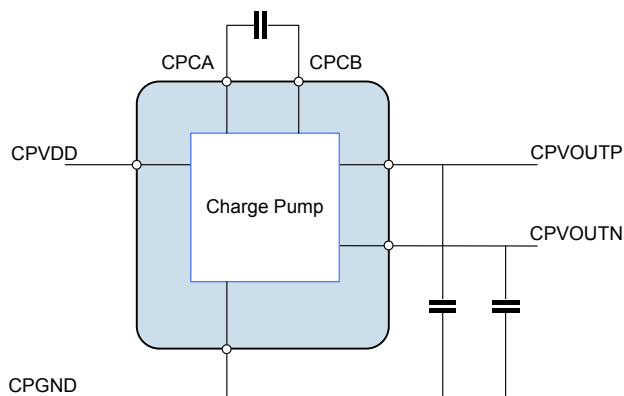 CPCA
CPCB
CPVDD
CPVOUTP
Charge Pump
CPVOUTN
CPGND